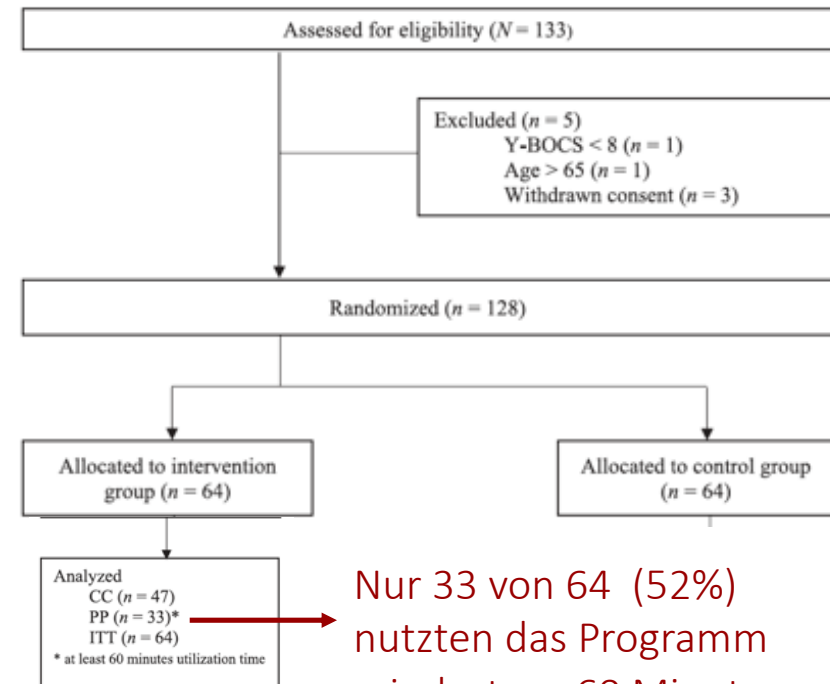 Assessed for eligibility (N = 133)
Excluded (n = 5)
Y-BOCS < 8 (n = 1)
Age > 65 (n = 1)
Withdrawn consent (n = 3)
Randomized (n = 128)
Allocated to intervention
group (n = 64)
Allocated to control group
(n = 64)
Analyzed
CC (n = 47)
PP (n = 33)*
ITT (n = 64)
* at least 60 minutes utilization time
Nur 33 von 64 (52%)
nutzten das Programm